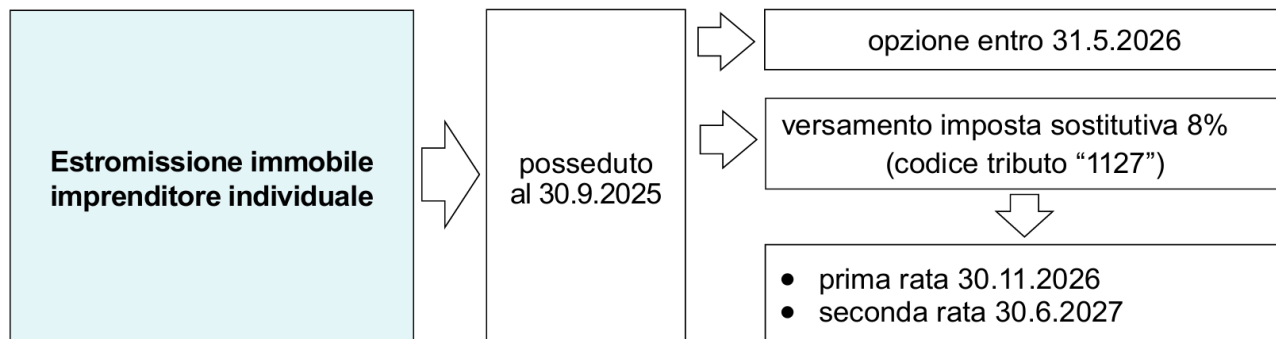 Estromissione immobile
imprenditore individuale
posseduto
al 30.9.2025
opzione entro 31.5.2026
versamento imposta sostitutiva 8%
(codice tributo “1127”)
● prima rata 30.11.2026
● seconda rata 30.6.2027